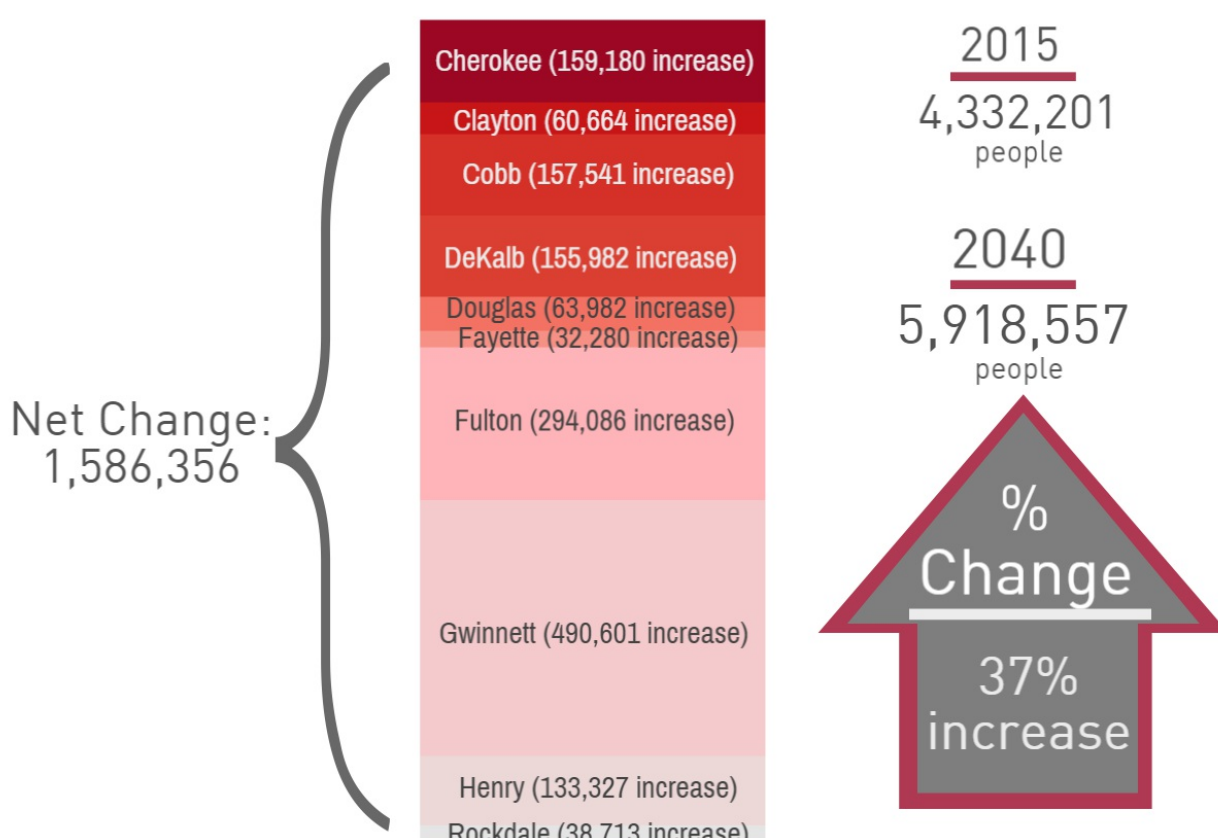 Cherokee (159,180 increase)
Clayton (60,664 increase)
Cobb (157,541 increase)
DeKalb (155,982 increase)
Douglas (63,982 increase)
Fayette (32,280 increase)
Fulton (294,086 increase)
Gwinnett (490,601 increase)
Henry (133,327 increase)
Rockdale (38,713 increase)
Net Change:
1,586,356
2015
4,332,201
people
2040
5,918,557
people
%
Change
37%
increase